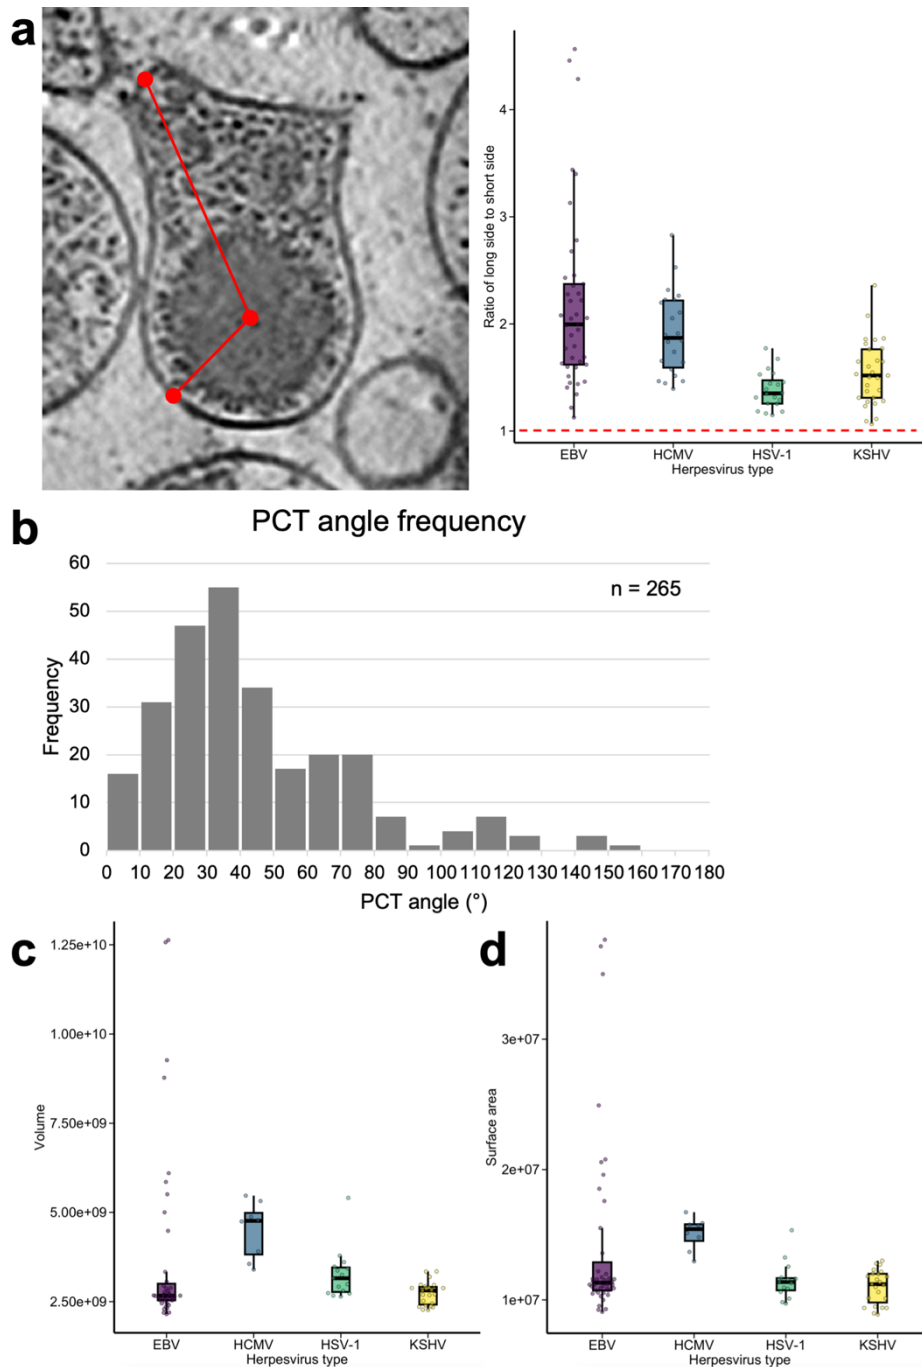 a
Ratio of long side to short side
4
3
2
1
EBV HCMV HSV-1 KSHV
Herpesvirus type
b
PCT angle frequency
n = 265
Frequency
60
50
40
30
20
10
0
0 10 20 30 40 50 60 70 80 90 100 110 120 130 140 150 160 170 180
PCT angle (°)
c
Volume
1.25e+10
1.00e+10
7.50e+09
5.00e+09
2.50e+09
EBV HCMV HSV-1 KSHV
Herpesvirus type
d
Surface area
3e+07
2e+07
1e+07
EBV HCMV HSV-1 KSHV
Herpesvirus type